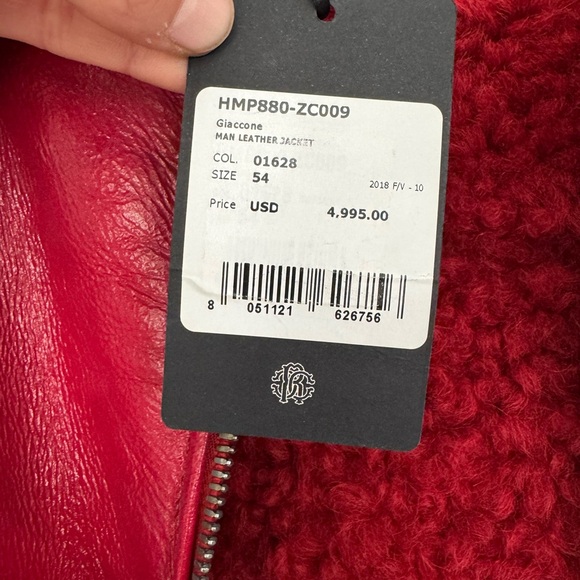 HMP880-ZC009
Giaccone
MAN LEATHER JACKET
COL. 01628
SIZE 54
2018 F/V - 10
Price USD 4,995.00
8 051121 626756